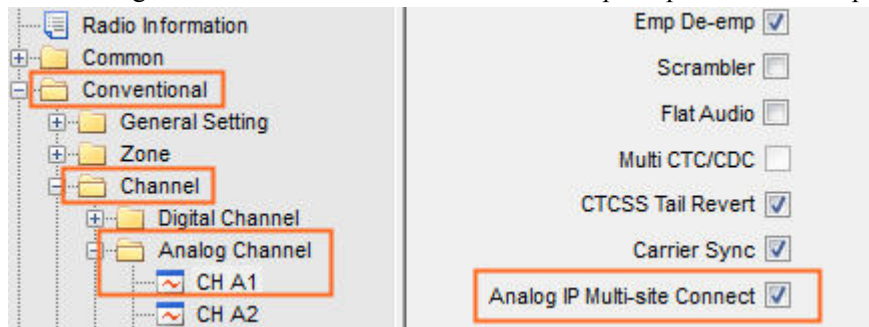 Radio Information
Common
Conventional
General Setting
Zone
Channel
Digital Channel
Analog Channel
CH A1
CH A2
Emp De-emp
Scrambler
Flat Audio
Multi CTC/CDC
CTCSS Tail Revert
Carrier Sync
Analog IP Multi-site Connect